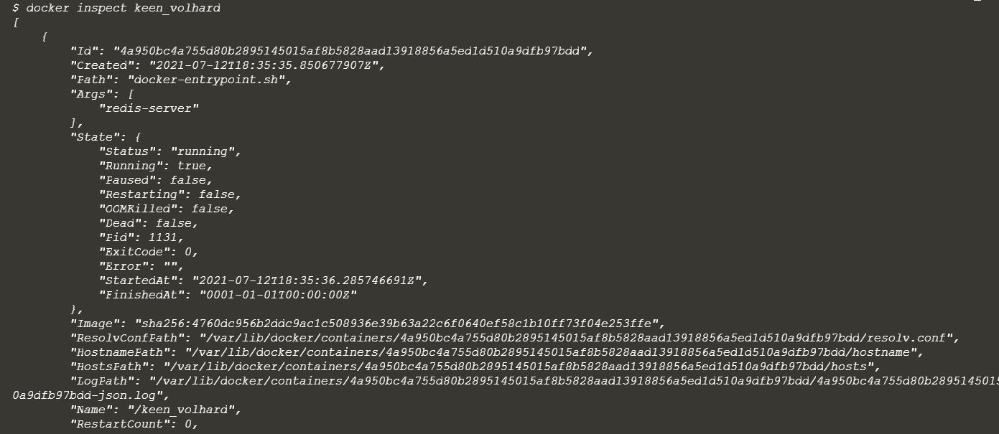 $ docker inspect keen_volhard
[
    {
        "Id": "4a950bc4a755d80b2895145015af8b5828aad13918856a5ed1d510a9dfb97bdd",
        "Created": "2021-07-12T18:35:35.850677907Z",
        "Path": "docker-entrypoint.sh",
        "Args": [
            "redis-server"
        ],
        "State": {
            "Status": "running",
            "Running": true,
            "Paused": false,
            "Restarting": false,
            "OOMKilled": false,
            "Dead": false,
            "Pid": 1131,
            "ExitCode": 0,
            "Error": "",
            "StartedAt": "2021-07-12T18:35:36.285746691Z",
            "FinishedAt": "0001-01-01T00:00:00Z"
        },
        "Image": "sha256:4760dc956b2ddc9ac1c508936e39b63a22c6f0640ef58c1b10ff73f04e253ffe",
        "ResolvConfPath": "/var/lib/docker/containers/4a950bc4a755d80b2895145015af8b5828aad13918856a5ed1d510a9dfb97bdd/resolv.conf",
        "HostnamePath": "/var/lib/docker/containers/4a950bc4a755d80b2895145015af8b5828aad13918856a5ed1d510a9dfb97bdd/hostname",
        "HostsPath": "/var/lib/docker/containers/4a950bc4a755d80b2895145015af8b5828aad13918856a5ed1d510a9dfb97bdd/hosts",
        "LogPath": "/var/lib/docker/containers/4a950bc4a755d80b2895145015af8b5828aad13918856a5ed1d510a9dfb97bdd/4a950bc4a755d80b2895145015
0a9dfb97bdd-json.log",
        "Name": "/keen_volhard",
        "RestartCount": 0,